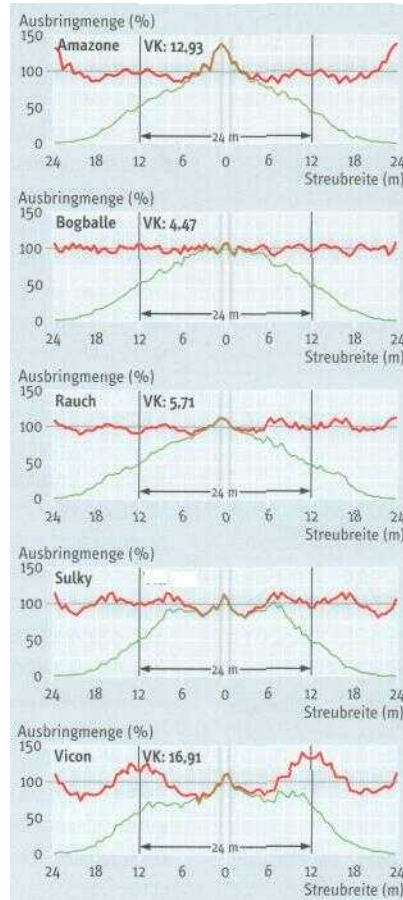 Ausbringmenge (%)
150
Amazone VK: 12,93
100
50
24 m
0
24 18 12 6 0 6 12 18 24
Streubreite (m)
Ausbringmenge (%)
150
Bogballe VK: 4,47
100
50
24 m
0
24 18 12 6 0 6 12 18 24
Streubreite (m)
Ausbringmenge (%)
150
Rauch VK: 5,71
100
50
24 m
0
24 18 12 6 0 6 12 18 24
Streubreite (m)
Ausbringmenge (%)
150
Sulky
100
50
24 m
0
24 18 12 6 0 6 12 18 24
Streubreite (m)
Ausbringmenge (%)
150
Vicon VK: 16,91
100
50
24 m
0
24 18 12 6 0 6 12 18 24
Streubreite (m)